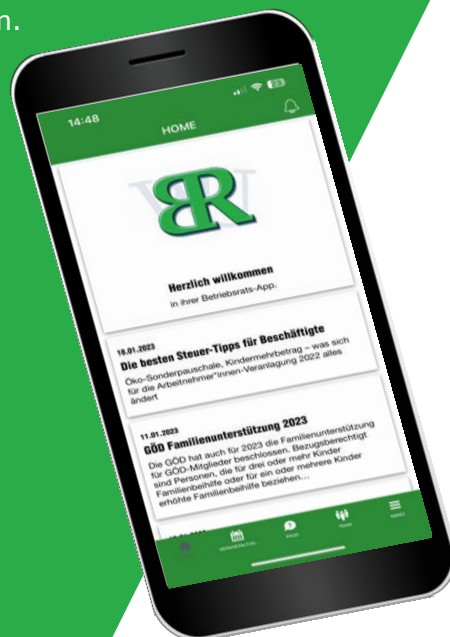 n.
14:48
HOME
BR
Herzlich willkommen
in ihrer Betriebsrats-App.
18.01.2023
Die besten Steuer-Tipps für Beschäftigte
Öko-Sonderpauschale, Kindermehrbetrag – was sich
für die Arbeitnehmer*innen-Veranlagung 2022 alles
ändert
11.01.2023
GÖD Familienunterstützung 2023
Die GÖD hat auch für 2023 die Familienunterstützung
für GÖD-Mitglieder beschlossen. Bezugsberechtigt
sind Personen, die für drei oder mehr Kinder
Familienbeihilfe oder für ein oder mehrere Kinder
erhöhte Familienbeihilfe beziehen...
VERANSTALTUN...
FAQS
TEAM
MENÜ